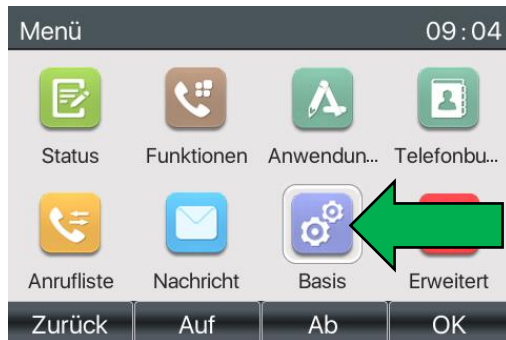 Menü 09:04
Status Funktionen Anwendun... Telefonbu...
Anrufliste Nachricht Basis Erweitert
Zurück Auf Ab OK